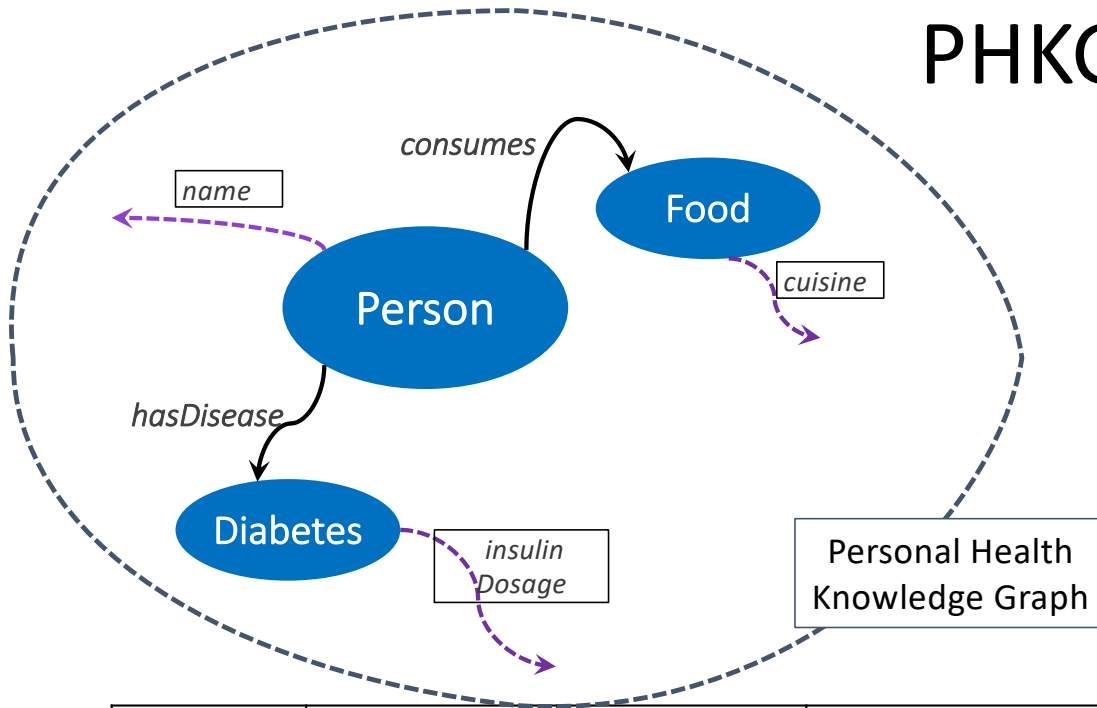 PHKG
consumes
name
Food
cuisine
Person
hasDisease
Diabetes
insulin
Dosage
Personal Health
Knowledge Graph